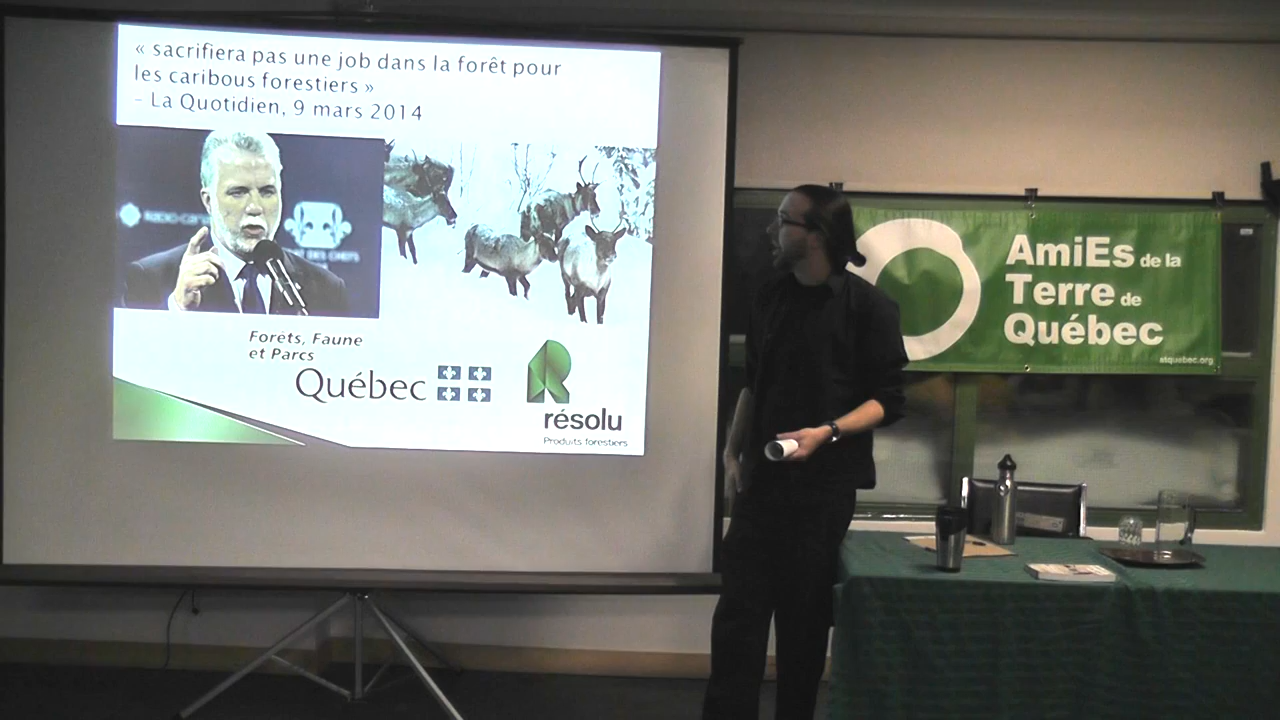 « sacrifiera pas une job dans la forêt pour
les caribous forestiers »
– La Quotidien, 9 mars 2014
Forêts, Faune
et Parcs
Québec
résolu
Produits forestiers
AmiEs de la
Terre de
Québec
atquebec.org